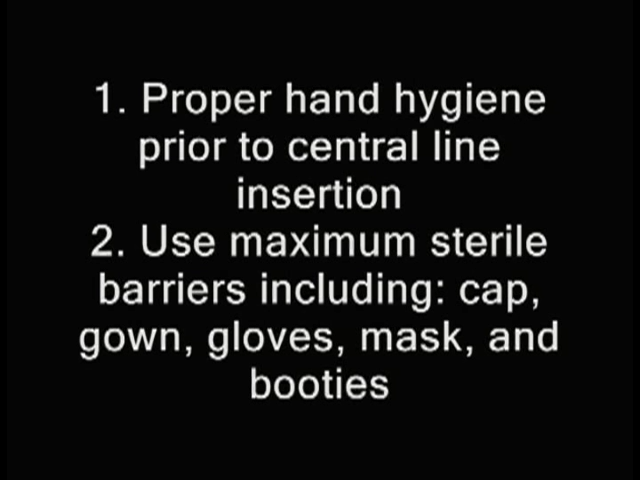 1. Proper hand hygiene
prior to central line
insertion
2. Use maximum sterile
barriers including: cap,
gown, gloves, mask, and
booties